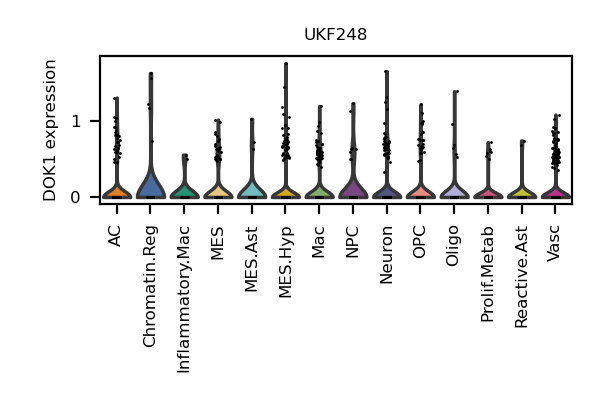 UKF248
DOK1 expression
1
0
AC
Chromatin.Reg
Inflammatory.Mac
MES
MES.Ast
MES.Hyp
Mac
NPC
Neuron
OPC
Oligo
Prolif.Metab
Reactive.Ast
Vasc